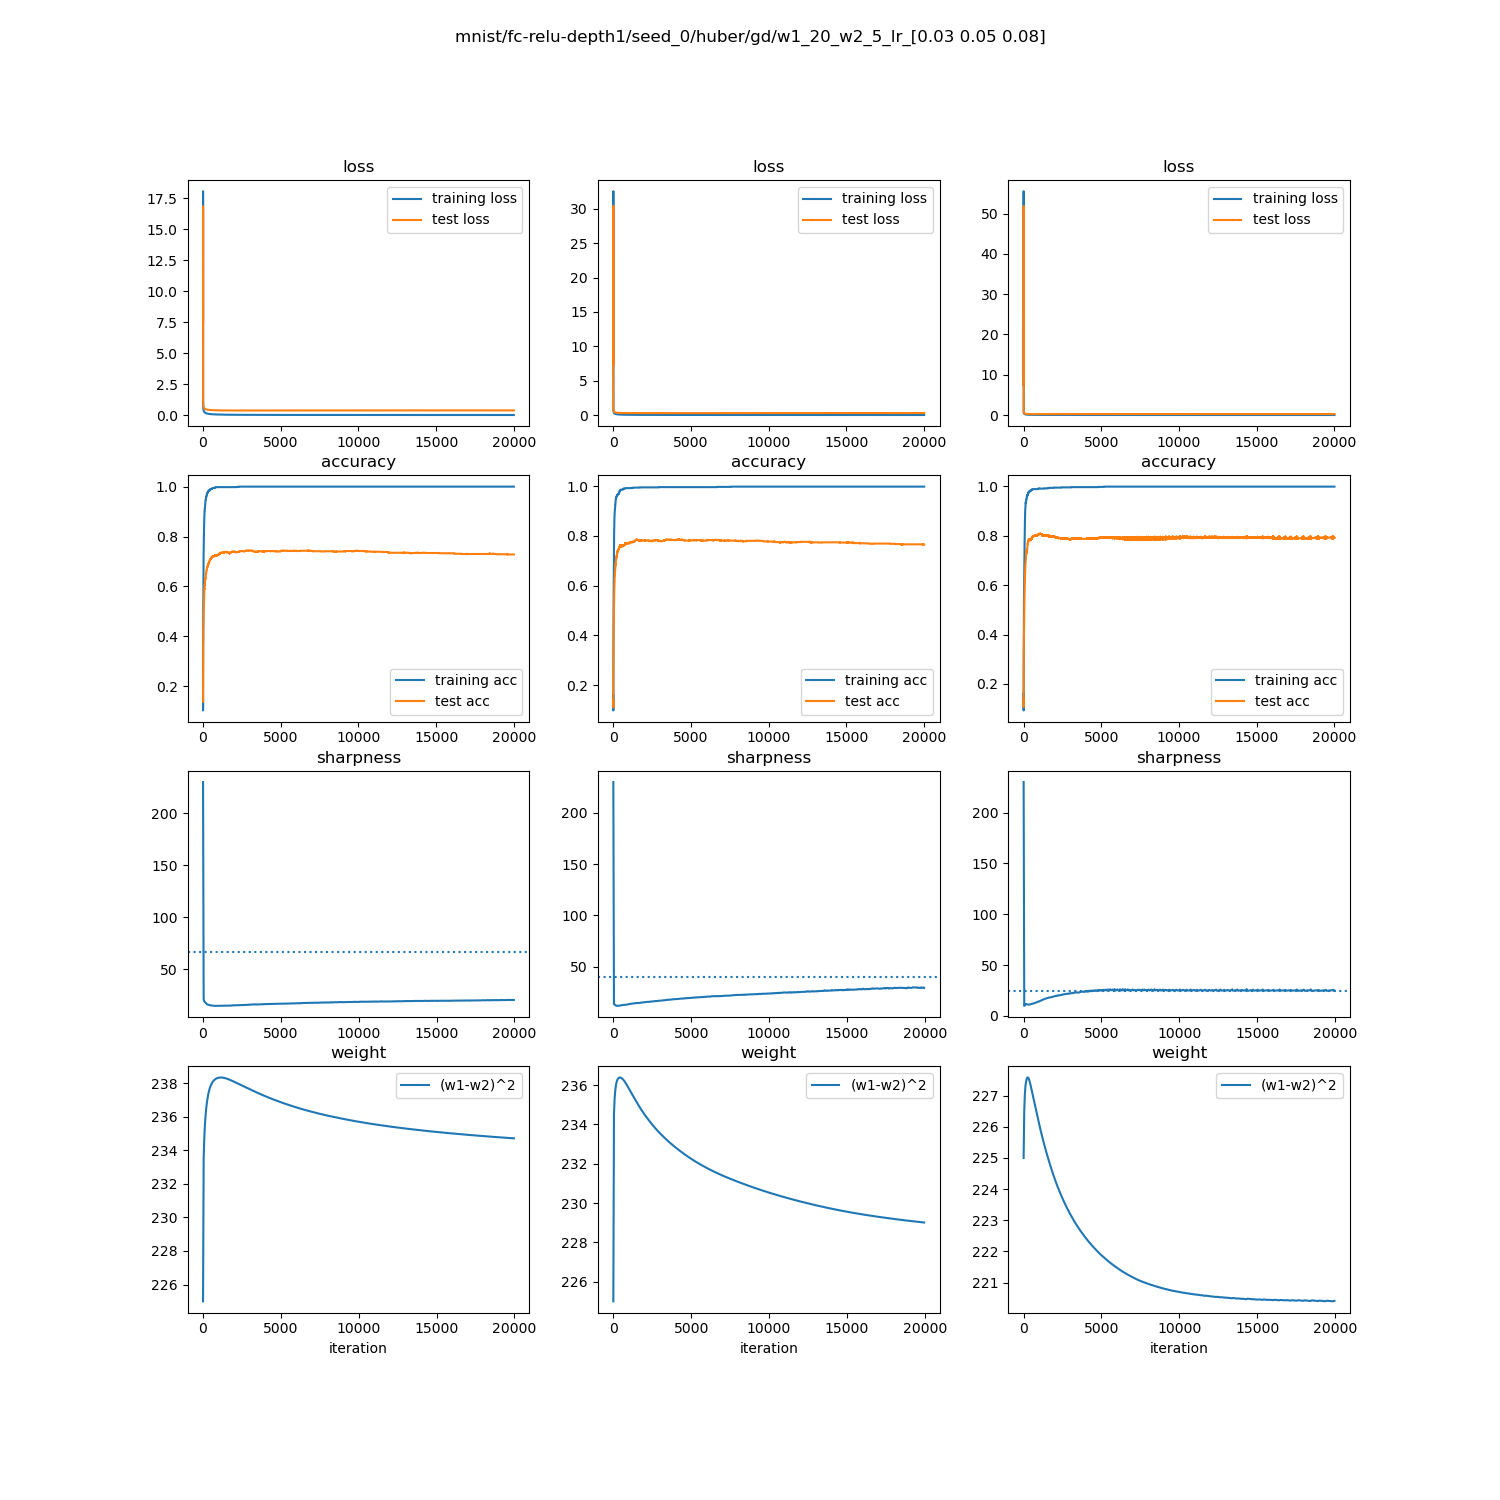 mnist/fc-relu-depth1/seed_0/huber/gd/w1_20_w2_5_lr_[0.03 0.05 0.08]
loss
17.5
15.0
12.5
10.0
7.5
5.0
2.5
0.0
training loss
test loss
0 5000 10000 15000 20000
loss
30
25
20
15
10
5
0
training loss
test loss
0 5000 10000 15000 20000
loss
50
40
30
20
10
0
training loss
test loss
0 5000 10000 15000 20000
accuracy
1.0
0.8
0.6
0.4
0.2
training acc
test acc
0 5000 10000 15000 20000
accuracy
1.0
0.8
0.6
0.4
0.2
training acc
test acc
0 5000 10000 15000 20000
accuracy
1.0
0.8
0.6
0.4
0.2
training acc
test acc
0 5000 10000 15000 20000
sharpness
200
150
100
50
0 5000 10000 15000 20000
sharpness
200
150
100
50
0 5000 10000 15000 20000
sharpness
200
150
100
50
0
0 5000 10000 15000 20000
weight
238
236
234
232
230
228
226
(w1-w2)^2
0 5000 10000 15000 20000
iteration
weight
236
234
232
230
228
226
(w1-w2)^2
0 5000 10000 15000 20000
iteration
weight
227
226
225
224
223
222
221
(w1-w2)^2
0 5000 10000 15000 20000
iteration